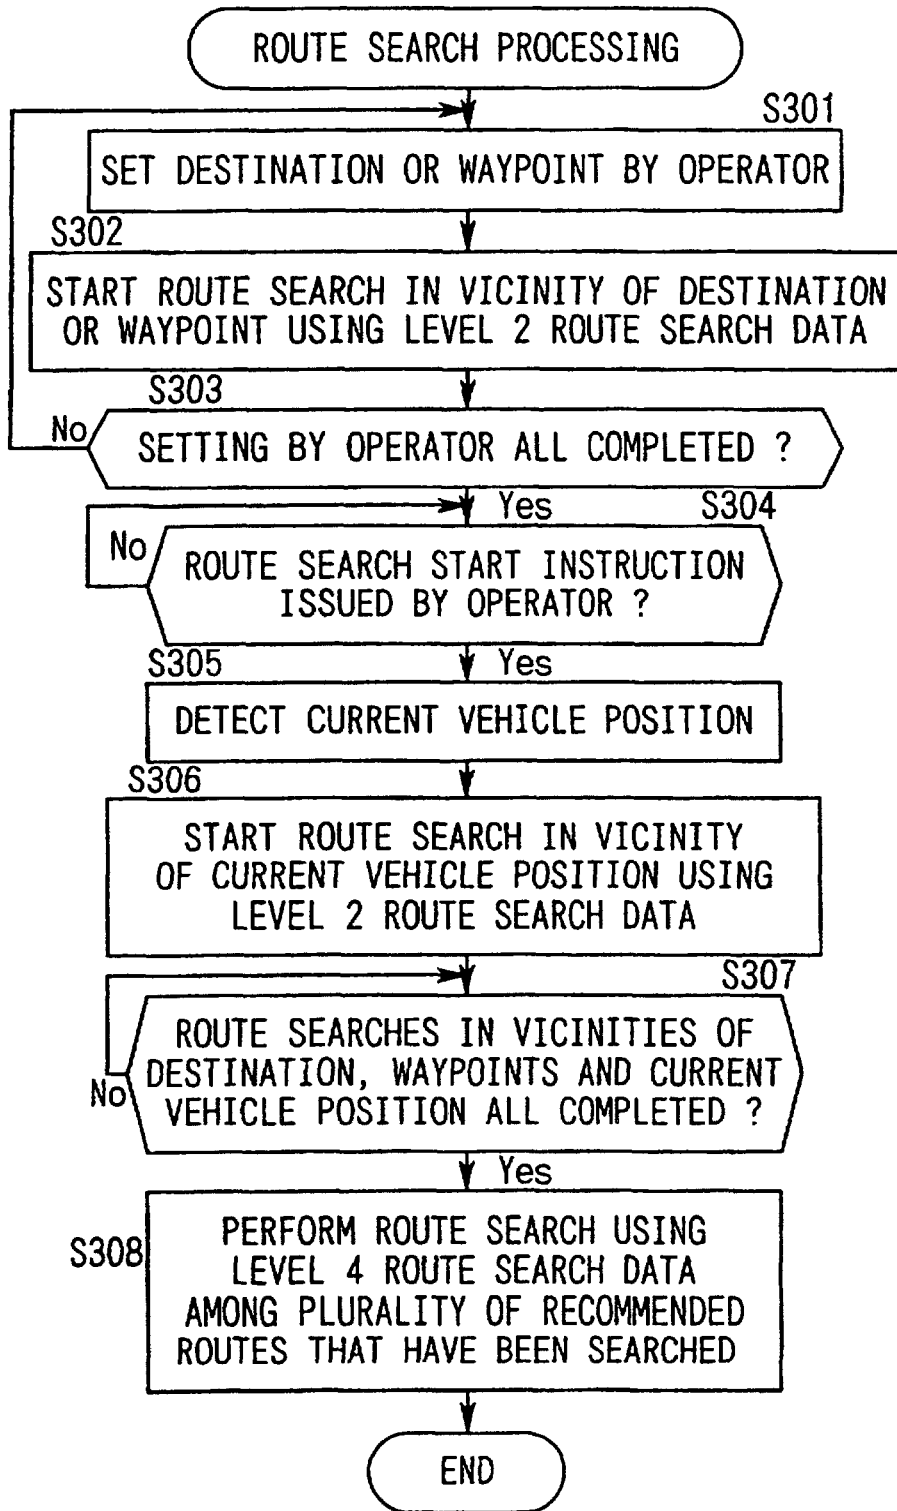 ROUTE SEARCH PROCESSING
S301
SET DESTINATION OR WAYPOINT BY OPERATOR
S302
START ROUTE SEARCH IN VICINITY OF DESTINATION
OR WAYPOINT USING LEVEL 2 ROUTE SEARCH DATA
S303
No
SETTING BY OPERATOR ALL COMPLETED ?
Yes
S304
No
ROUTE SEARCH START INSTRUCTION
ISSUED BY OPERATOR ?
S305
Yes
DETECT CURRENT VEHICLE POSITION
S306
START ROUTE SEARCH IN VICINITY
OF CURRENT VEHICLE POSITION USING
LEVEL 2 ROUTE SEARCH DATA
S307
ROUTE SEARCHES IN VICINITIES OF
DESTINATION, WAYPOINTS AND CURRENT
VEHICLE POSITION ALL COMPLETED ?
No
Yes
S308
PERFORM ROUTE SEARCH USING
LEVEL 4 ROUTE SEARCH DATA
AMONG PLURALITY OF RECOMMENDED
ROUTES THAT HAVE BEEN SEARCHED
END